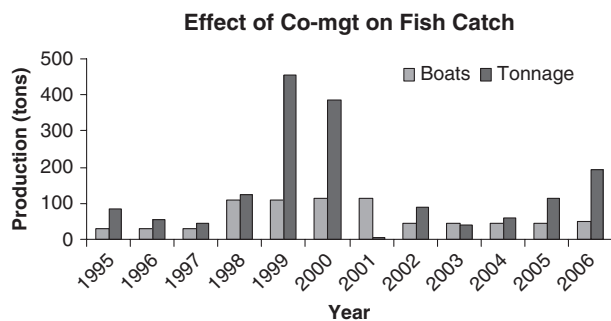 Effect of Co-mgt on Fish Catch
Boats Tonnage
Production (tons)
500
400
300
200
100
0
1995 1996 1997 1998 1999 2000 2001 2002 2003 2004 2005 2006
Year